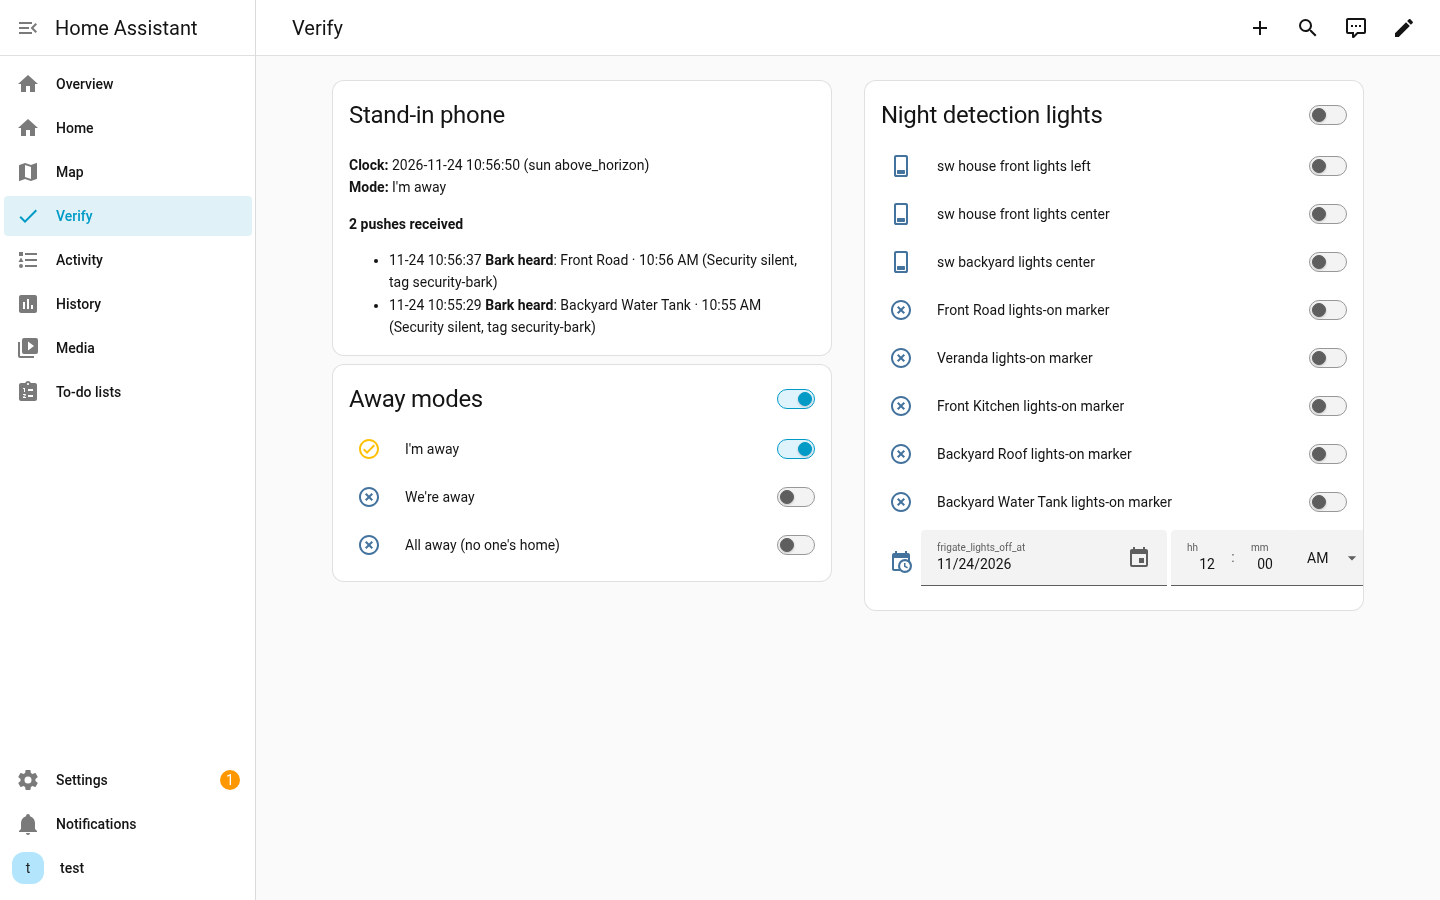 Home Assistant
Verify
Overview
Home
Map
Verify
Activity
History
Media
To-do lists
Settings
1
Notifications
t
test
Stand-in phone
Clock: 2026-11-24 10:56:50 (sun above_horizon)
Mode: I'm away
2 pushes received
• 11-24 10:56:37 Bark heard: Front Road · 10:56 AM (Security silent,
tag security-bark)
• 11-24 10:55:29 Bark heard: Backyard Water Tank · 10:55 AM
(Security silent, tag security-bark)
Away modes
I'm away
We're away
All away (no one's home)
Night detection lights
sw house front lights left
sw house front lights center
sw backyard lights center
Front Road lights-on marker
Veranda lights-on marker
Front Kitchen lights-on marker
Backyard Roof lights-on marker
Backyard Water Tank lights-on marker
frigate_lights_off_at
11/24/2026
hh
12
:
mm
00
AM